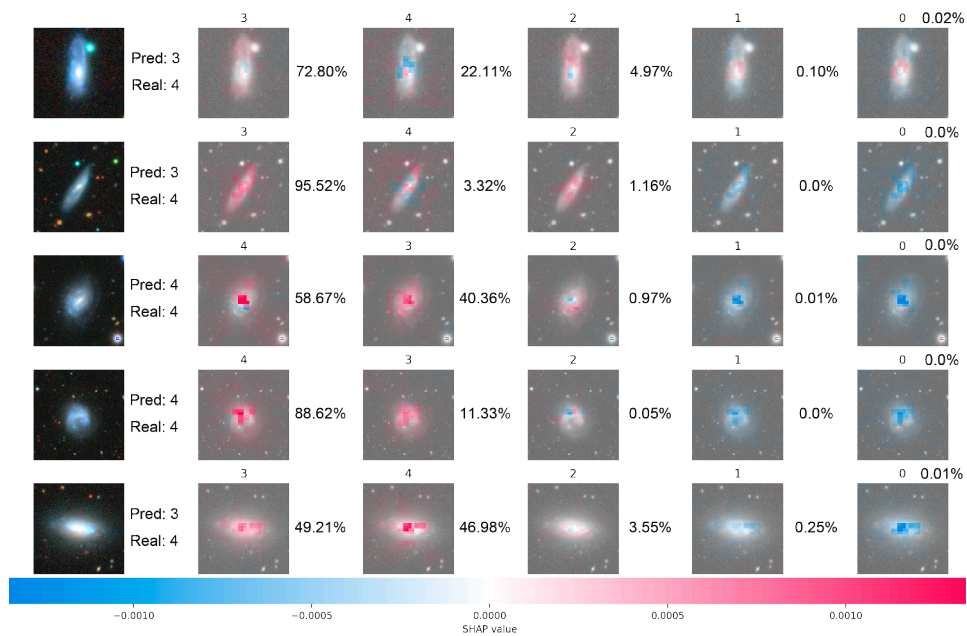 3 4 2 1 0 0.02%
Pred: 3
72.80% 22.11% 4.97% 0.10%
Real: 4
3 4 2 1 0 0.0%
Pred: 3
95.52% 3.32% 1.16% 0.0%
Real: 4
4 3 2 1 0 0.0%
Pred: 4
58.67% 40.36% 0.97% 0.01%
Real: 4
4 3 2 1 0 0.0%
Pred: 4
88.62% 11.33% 0.05% 0.0%
Real: 4
3 4 2 1 0 0.01%
Pred: 3
49.21% 46.98% 3.55% 0.25%
Real: 4
−0.0010 −0.0005 0.0000 0.0005 0.0010
SHAP value